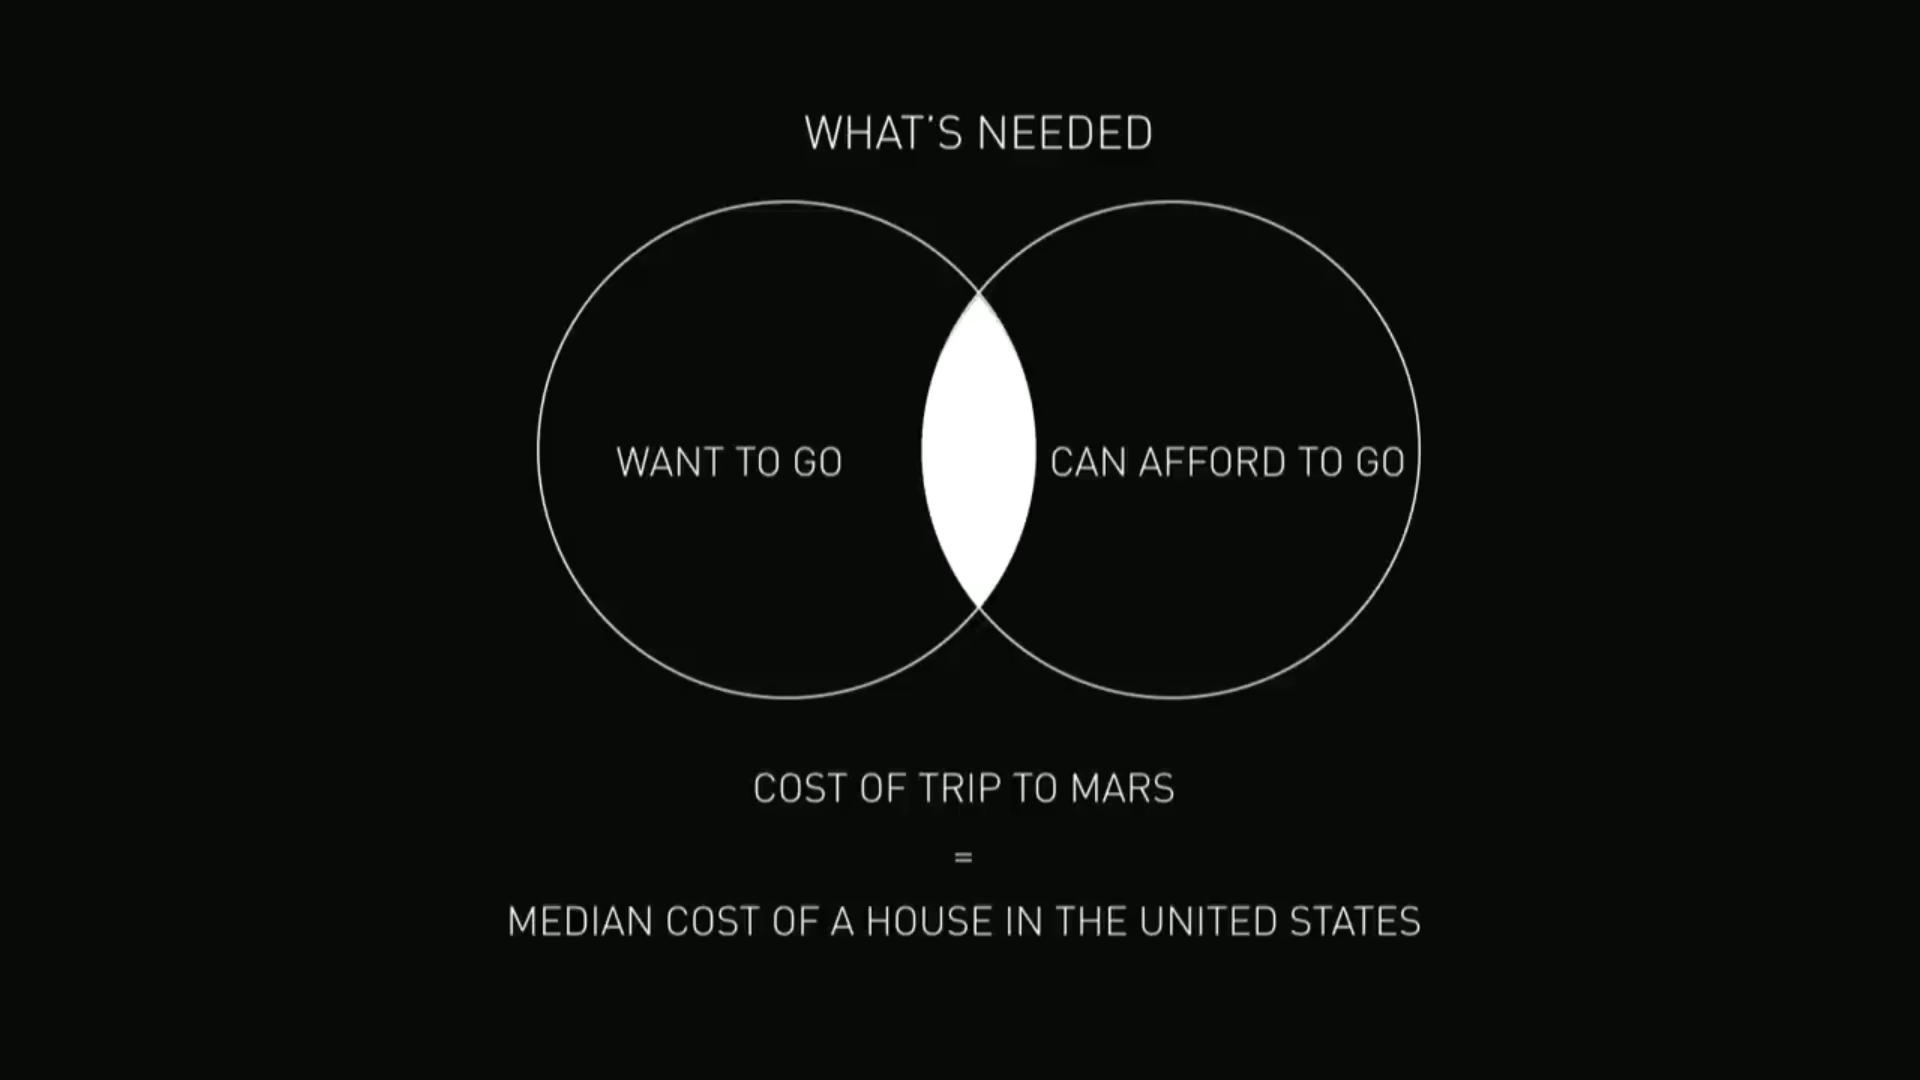 WHAT'S NEEDED
WANT TO GO
CAN AFFORD TO GO
COST OF TRIP TO MARS
=
MEDIAN COST OF A HOUSE IN THE UNITED STATES